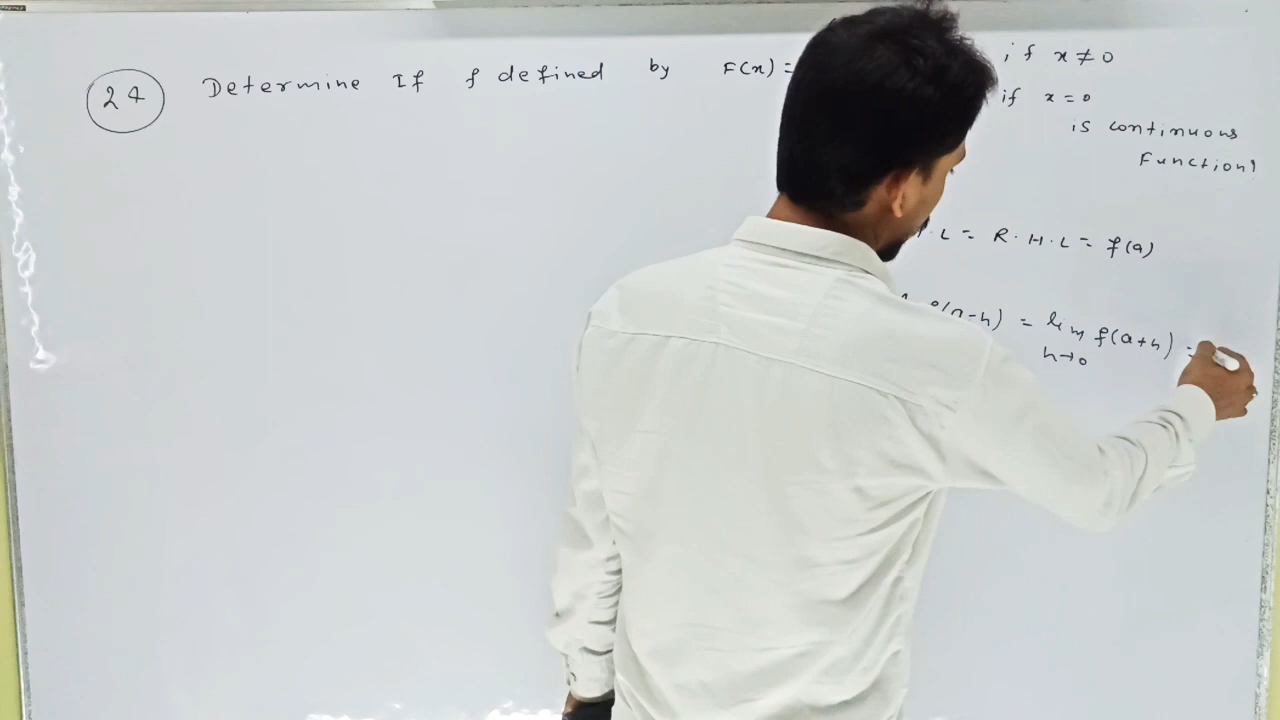 24 Determine If f defined by F(x) = if x ≠ 0
if x = 0
is continuous
Function?
L = R.H.L = f(a)
(a-h) = lim f(a+h) =
h→0